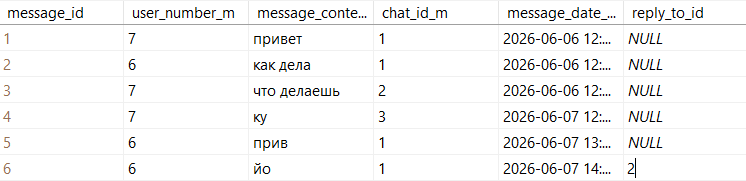 message_id user_number_m message_conte... chat_id_m message_date_... reply_to_id
1 7 привет 1 2026-06-06 12:... NULL
2 6 как дела 1 2026-06-06 12:... NULL
3 7 что делаешь 2 2026-06-06 12:... NULL
4 7 ку 3 2026-06-07 12:... NULL
5 6 прив 1 2026-06-07 13:... NULL
6 6 йо 1 2026-06-07 14:... 2